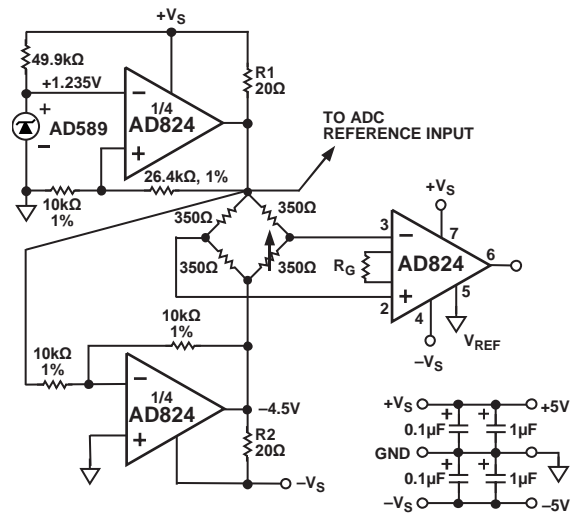 +VS
49.9kΩ
+1.235V
R1
20Ω
−
1/4
AD824
+
+
−
AD589
TO ADC
REFERENCE INPUT
26.4kΩ, 1%
10kΩ
1%
350Ω
350Ω
350Ω
350Ω
+VS
3
−
7
RG
AD824
6
+
2
4
5
−VS
VREF
10kΩ
1%
10kΩ
1%
−
1/4
AD824
+
−4.5V
R2
20Ω
−VS
+VS
+
0.1µF
+
1µF
+5V
GND
+
0.1µF
+
1µF
−VS
−5V